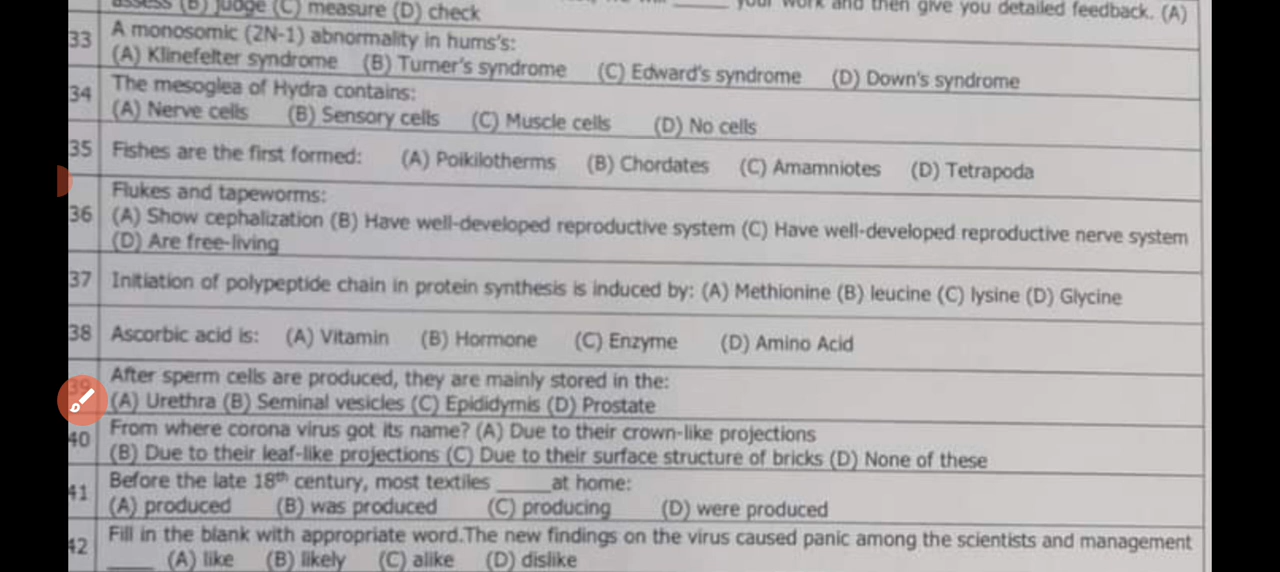 assess (B) judge (C) measure (D) check your work and then give you detailed feedback. (A)
33 A monosomic (2N-1) abnormality in hums's:
(A) Klinefelter syndrome (B) Turner's syndrome (C) Edward's syndrome (D) Down's syndrome
34 The mesoglea of Hydra contains:
(A) Nerve cells (B) Sensory cells (C) Muscle cells (D) No cells
35 Fishes are the first formed: (A) Poikilotherms (B) Chordates (C) Amamniotes (D) Tetrapoda
Flukes and tapeworms:
36 (A) Show cephalization (B) Have well-developed reproductive system (C) Have well-developed reproductive nerve system
(D) Are free-living
37 Initiation of polypeptide chain in protein synthesis is induced by: (A) Methionine (B) leucine (C) lysine (D) Glycine
38 Ascorbic acid is: (A) Vitamin (B) Hormone (C) Enzyme (D) Amino Acid
39 After sperm cells are produced, they are mainly stored in the:
(A) Urethra (B) Seminal vesicles (C) Epididymis (D) Prostate
40 From where corona virus got its name? (A) Due to their crown-like projections
(B) Due to their leaf-like projections (C) Due to their surface structure of bricks (D) None of these
41 Before the late 18th century, most textiles _____at home:
(A) produced (B) was produced (C) producing (D) were produced
42 Fill in the blank with appropriate word.The new findings on the virus caused panic among the scientists and management
_____ (A) like (B) likely (C) alike (D) dislike